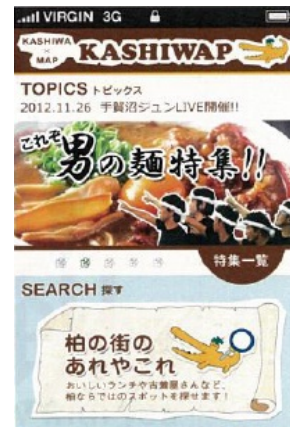 VIRGIN 3G
KASHIWA
×
MAP
KASHIWAP
TOPICS トピックス
2012.11.26 手賀沼ジュンLIVE開催!!
これぞ
男の麺特集!!
特集一覧
SEARCH 探す
柏の街の
あれやこれ
おいしいランチや古着屋さんなど、
柏ならではのスポットを探せます!